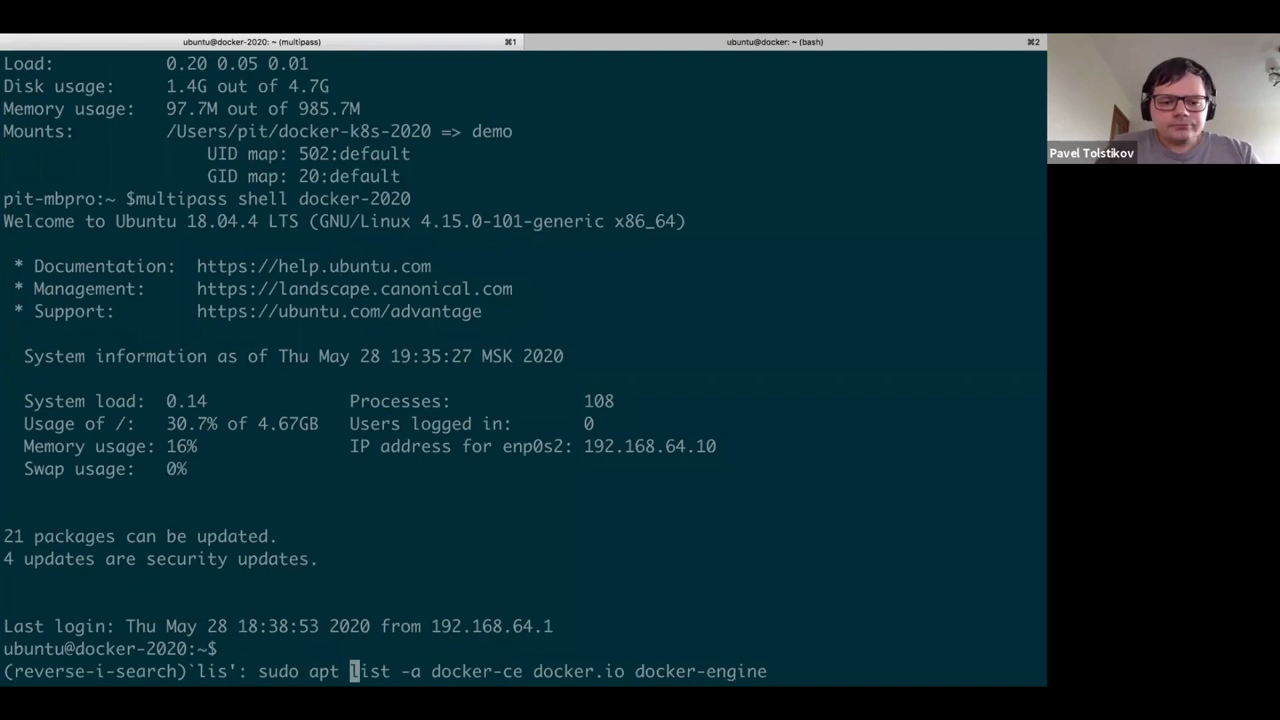 ubuntu@docker-2020: ~ (multipass) ⌘1 ubuntu@docker: ~ (bash) ⌘2
Load: 0.20 0.05 0.01
Disk usage: 1.4G out of 4.7G
Memory usage: 97.7M out of 985.7M
Mounts: /Users/pit/docker-k8s-2020 => demo
UID map: 502:default
GID map: 20:default
pit-mbpro:~ $multipass shell docker-2020
Welcome to Ubuntu 18.04.4 LTS (GNU/Linux 4.15.0-101-generic x86_64)
* Documentation: https://help.ubuntu.com
* Management: https://landscape.canonical.com
* Support: https://ubuntu.com/advantage
System information as of Thu May 28 19:35:27 MSK 2020
System load: 0.14 Processes: 108
Usage of /: 30.7% of 4.67GB Users logged in: 0
Memory usage: 16% IP address for enp0s2: 192.168.64.10
Swap usage: 0%
21 packages can be updated.
4 updates are security updates.
Last login: Thu May 28 18:38:53 2020 from 192.168.64.1
ubuntu@docker-2020:~$
(reverse-i-search)`lis': sudo apt list -a docker-ce docker.io docker-engine
Pavel Tolstikov